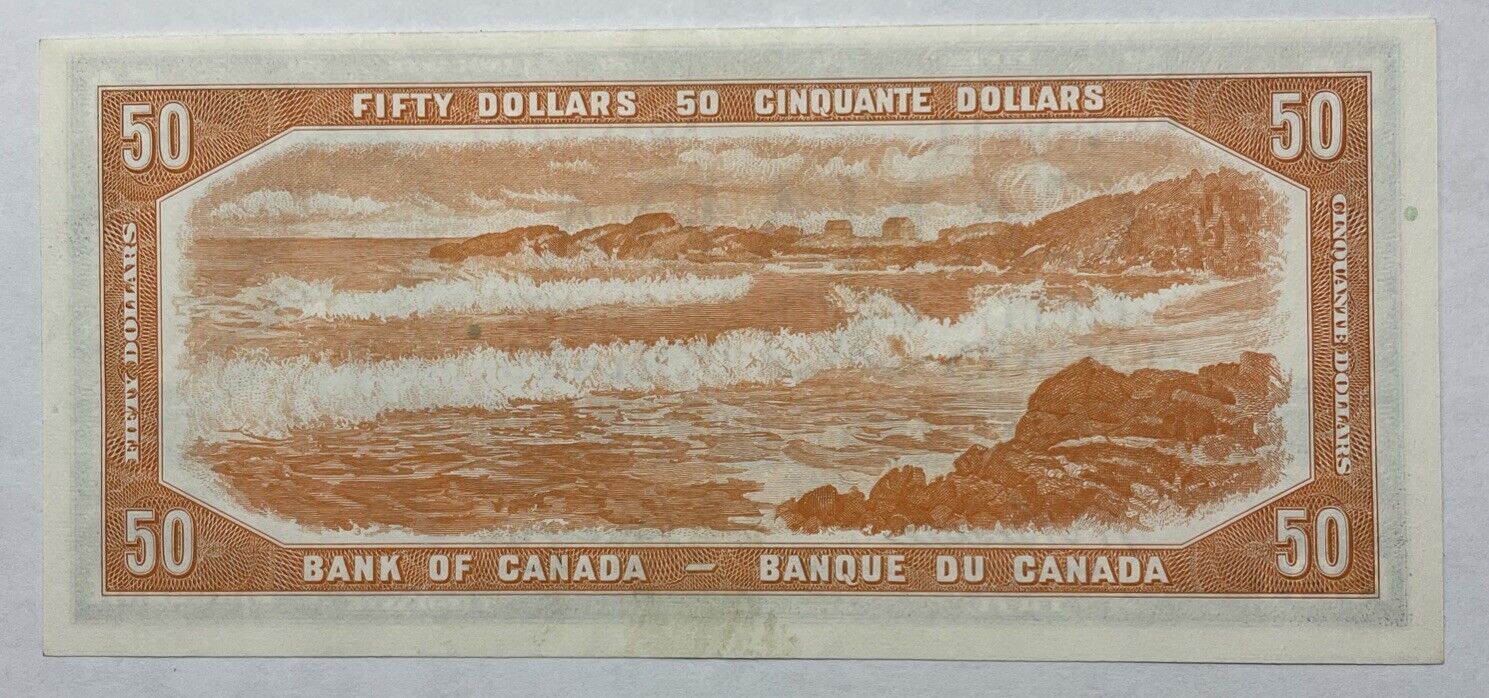 FIFTY DOLLARS 50 CINQUANTE DOLLARS
50
50
FIFTY DOLLARS
CINQUANTE DOLLARS
50
50
BANK OF CANADA — BANQUE DU CANADA